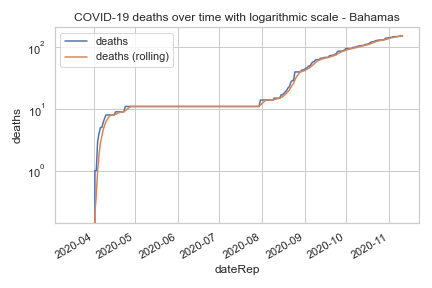 COVID-19 deaths over time with logarithmic scale - Bahamas
deaths
deaths (rolling)
10²
10¹
10⁰
deaths
2020-04
2020-05
2020-06
2020-07
2020-08
2020-09
2020-10
2020-11
dateRep